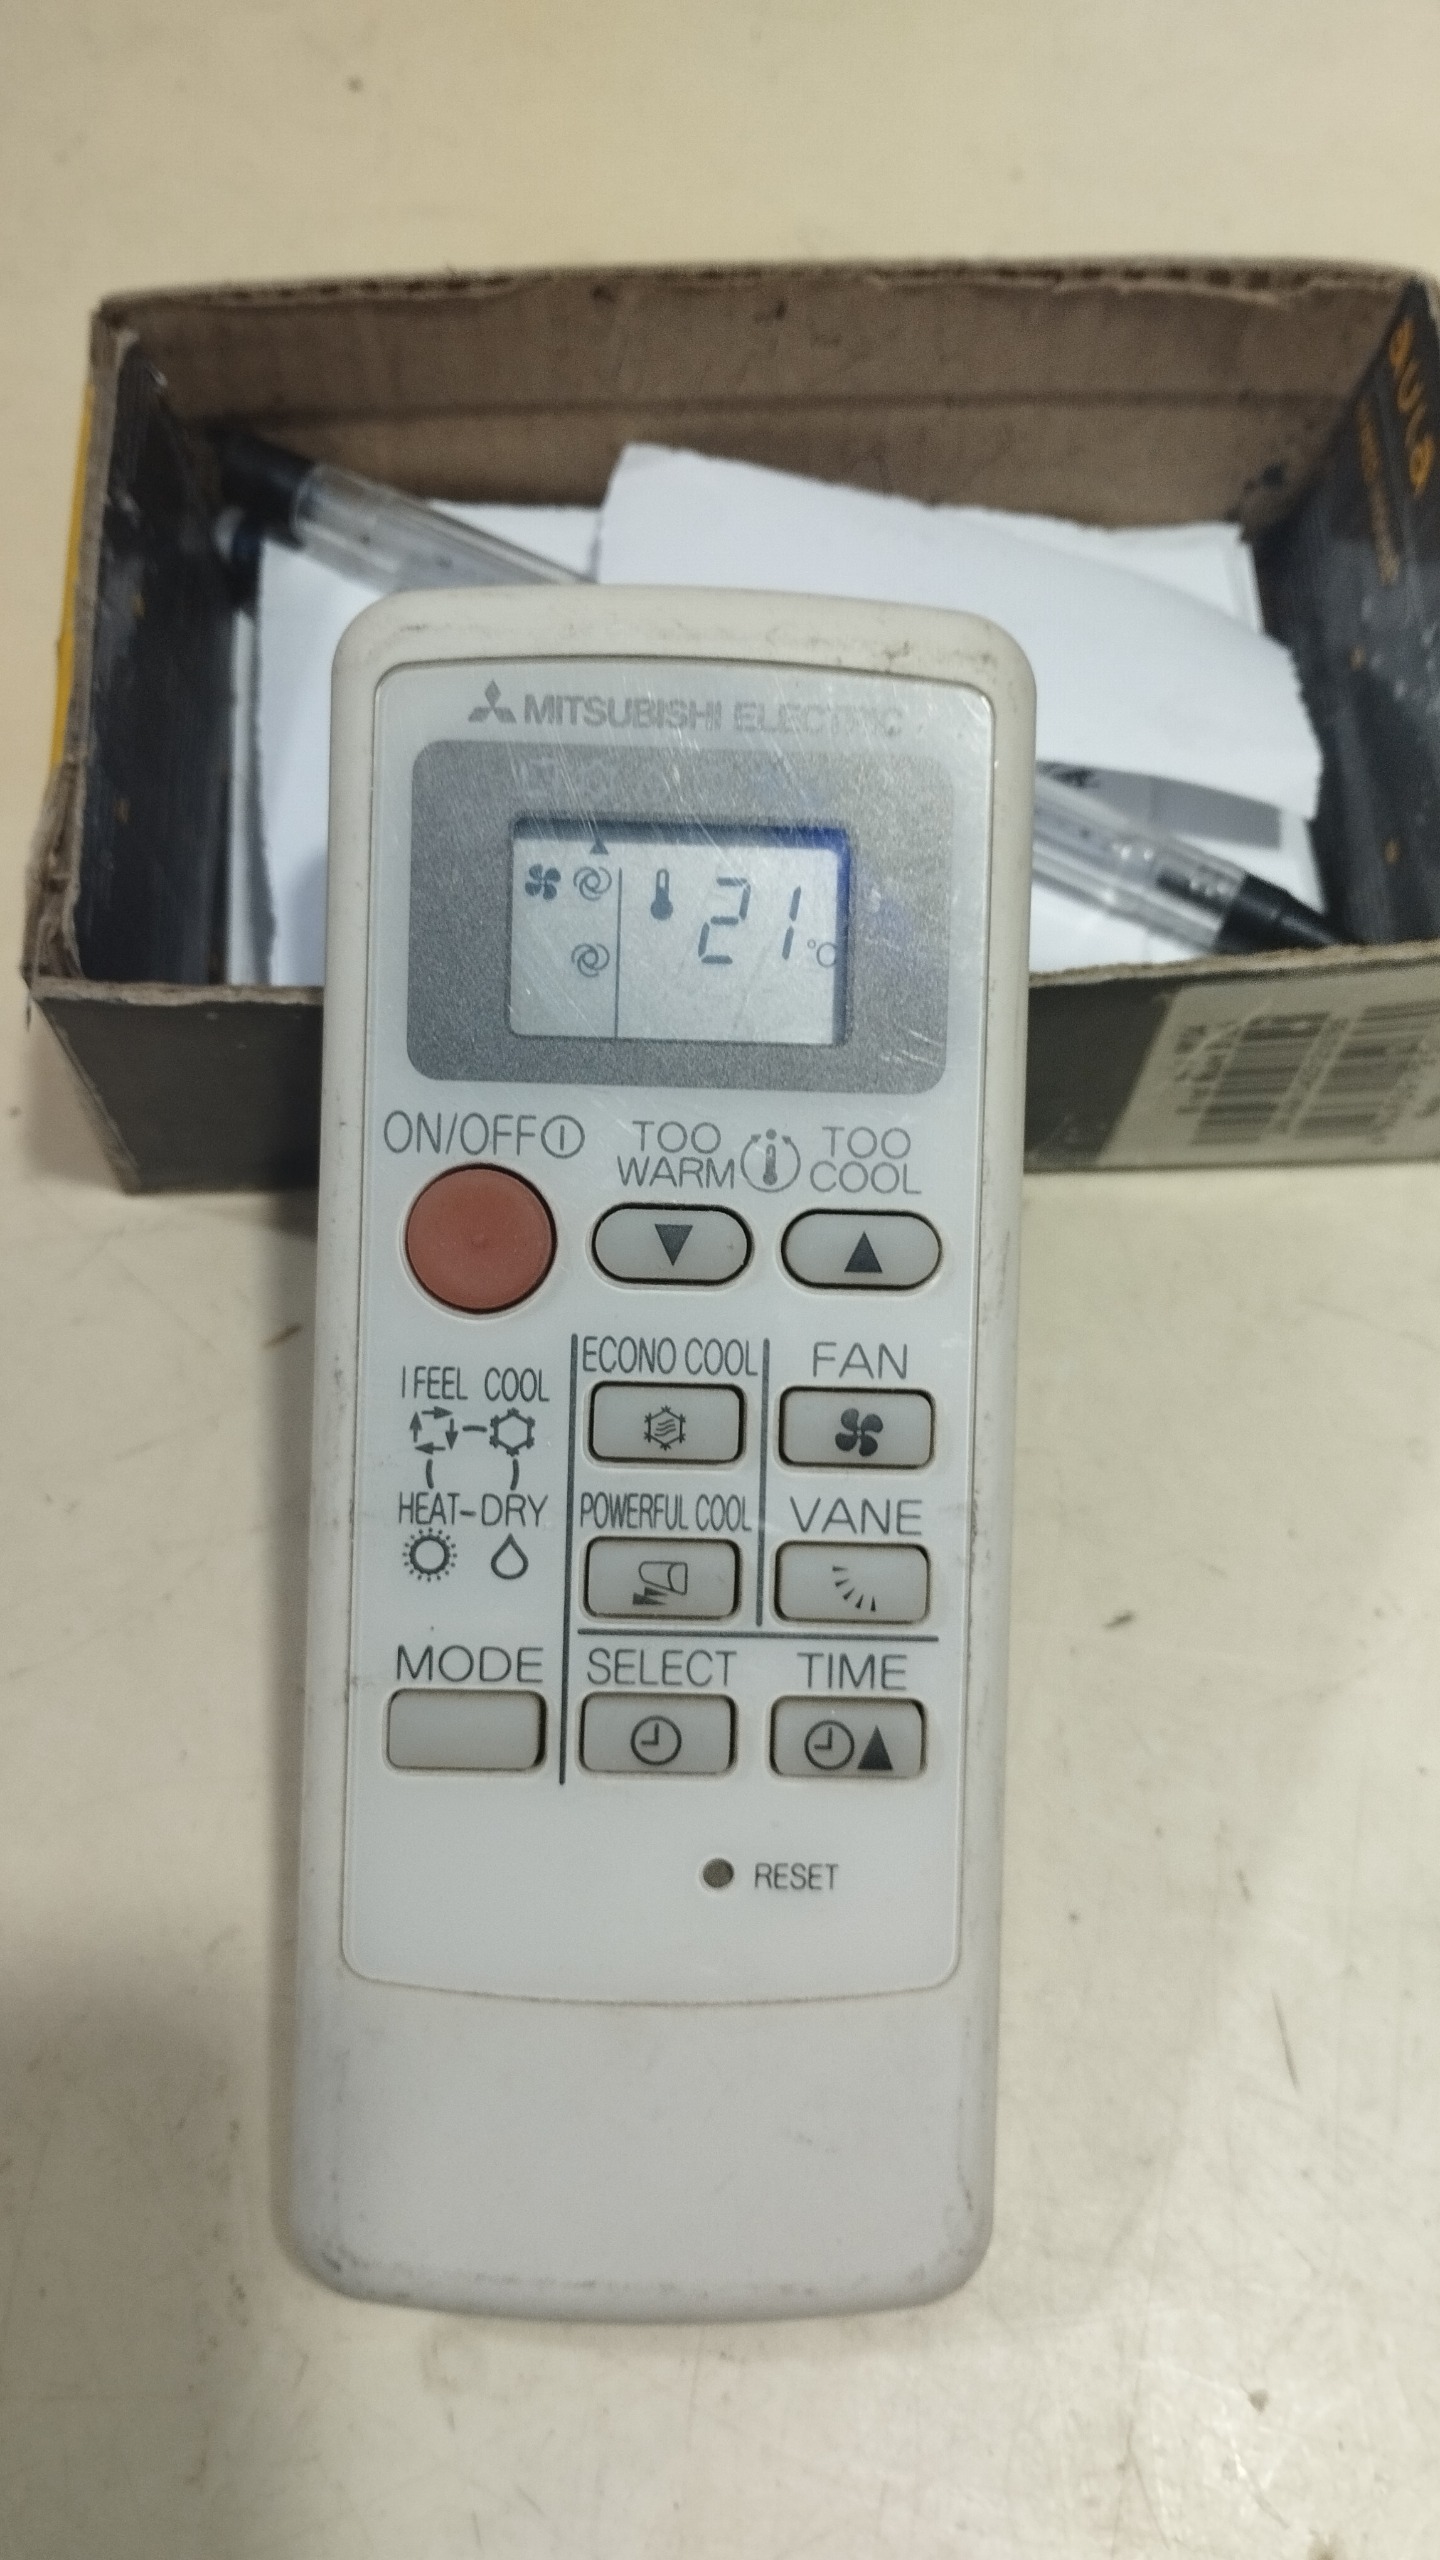 aula
MITSUBISHI ELECTRIC
21°C
ON/OFF
TOO WARM
TOO COOL
I FEEL COOL
HEAT DRY
ECONO COOL
FAN
POWERFUL COOL
VANE
MODE
SELECT
TIME
RESET